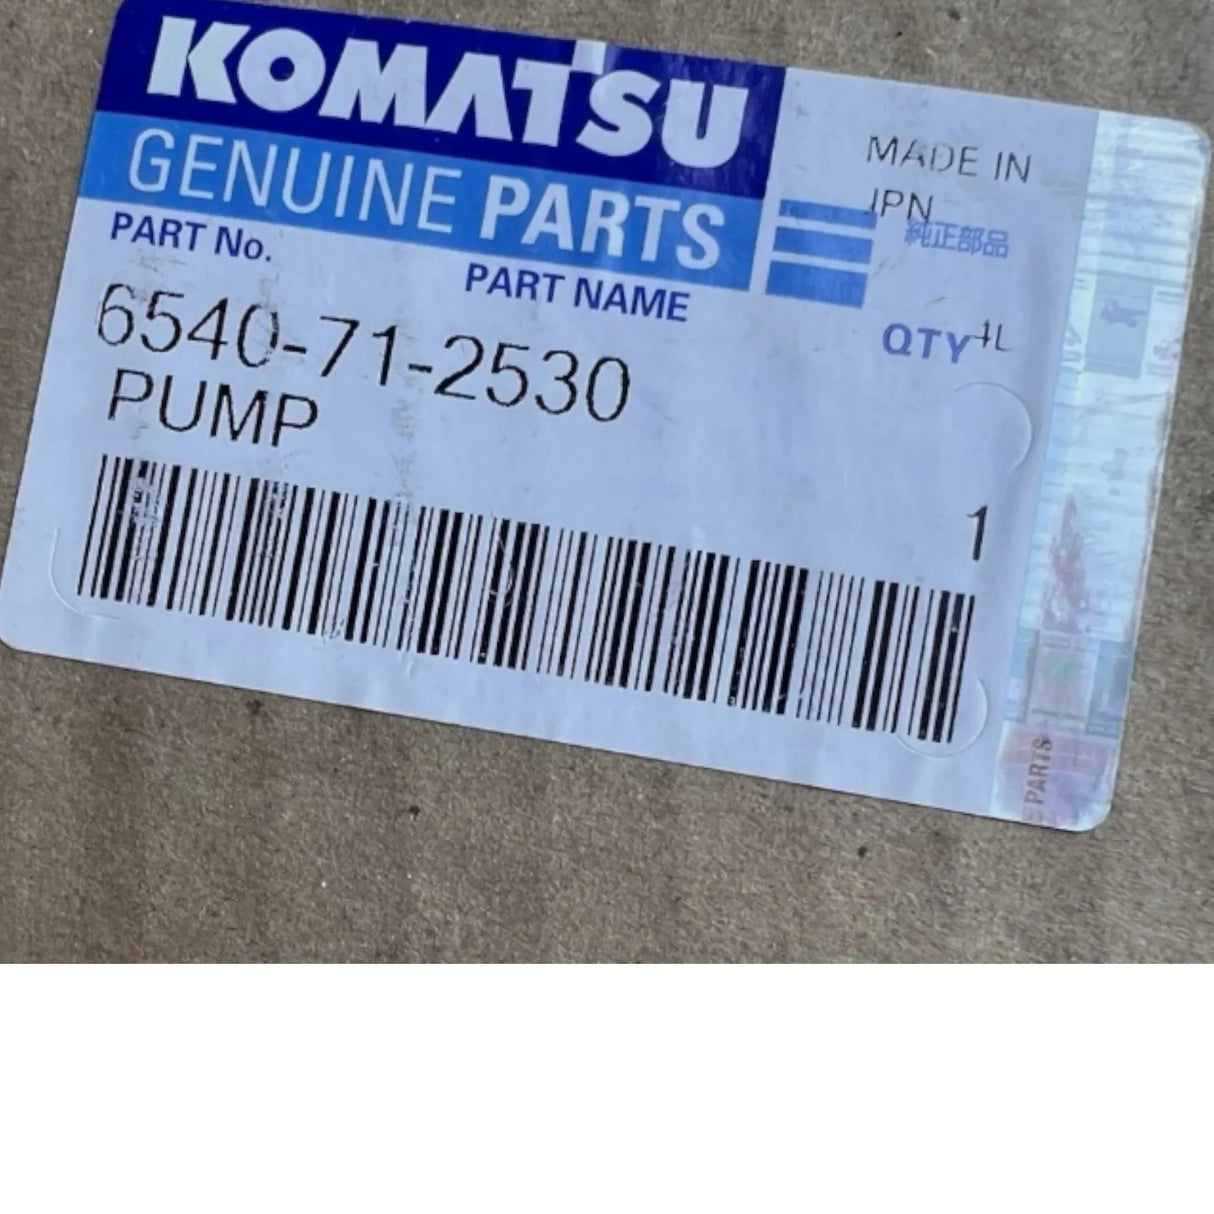 KOMATSU
GENUINE PARTS
MADE IN
JPN
純正部品
PART No.
PART NAME
6540-71-2530
QTY
PUMP
1
PARTS